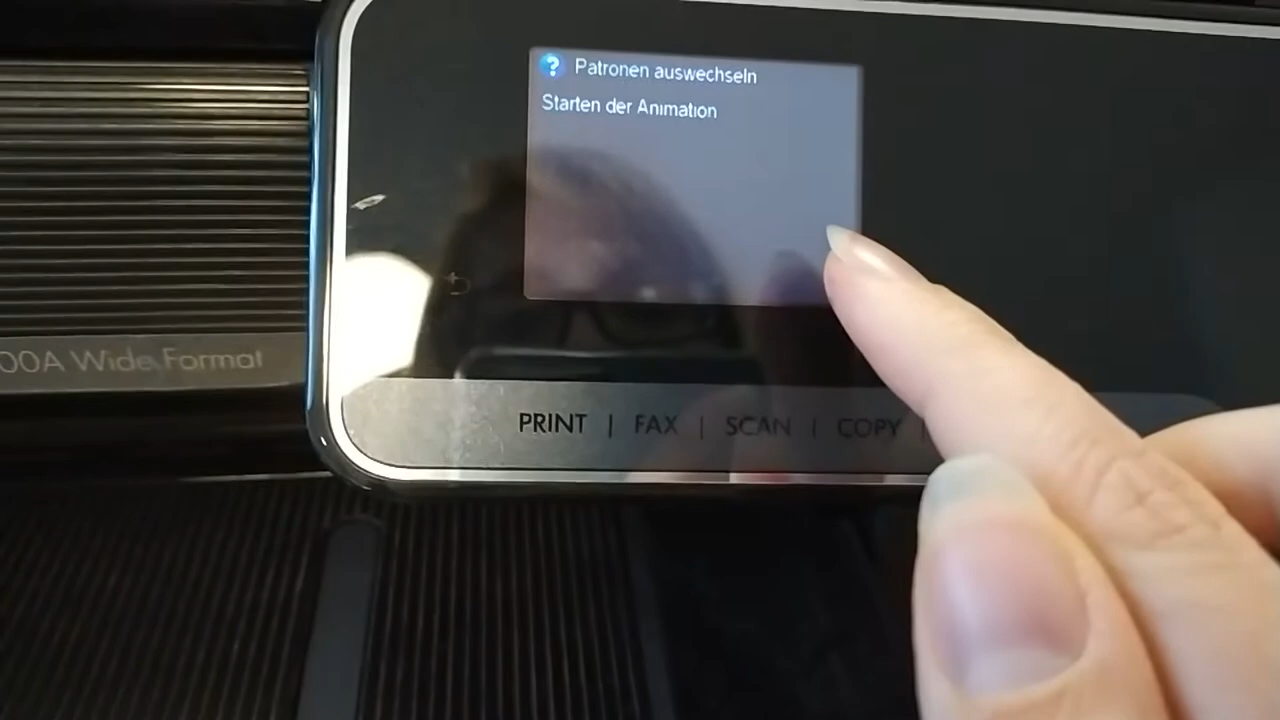 Patronen auswechseln
Starten der Animation
00A Wide Format
PRINT | FAX | SCAN | COPY |